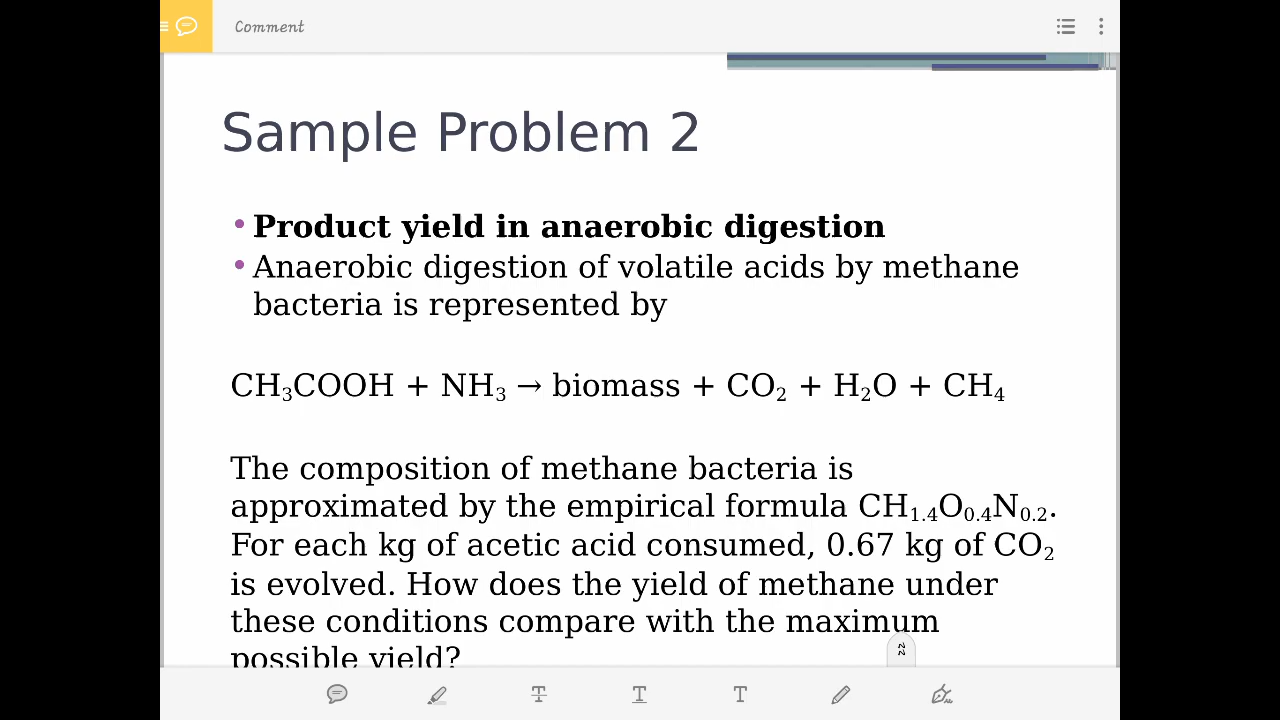 Comment
Sample Problem 2
• Product yield in anaerobic digestion
• Anaerobic digestion of volatile acids by methane
bacteria is represented by
CH₃COOH + NH₃ → biomass + CO₂ + H₂O + CH₄
The composition of methane bacteria is
approximated by the empirical formula CH₁.₄O₀.₄N₀.₂.
For each kg of acetic acid consumed, 0.67 kg of CO₂
is evolved. How does the yield of methane under
these conditions compare with the maximum
possible yield?
T T T